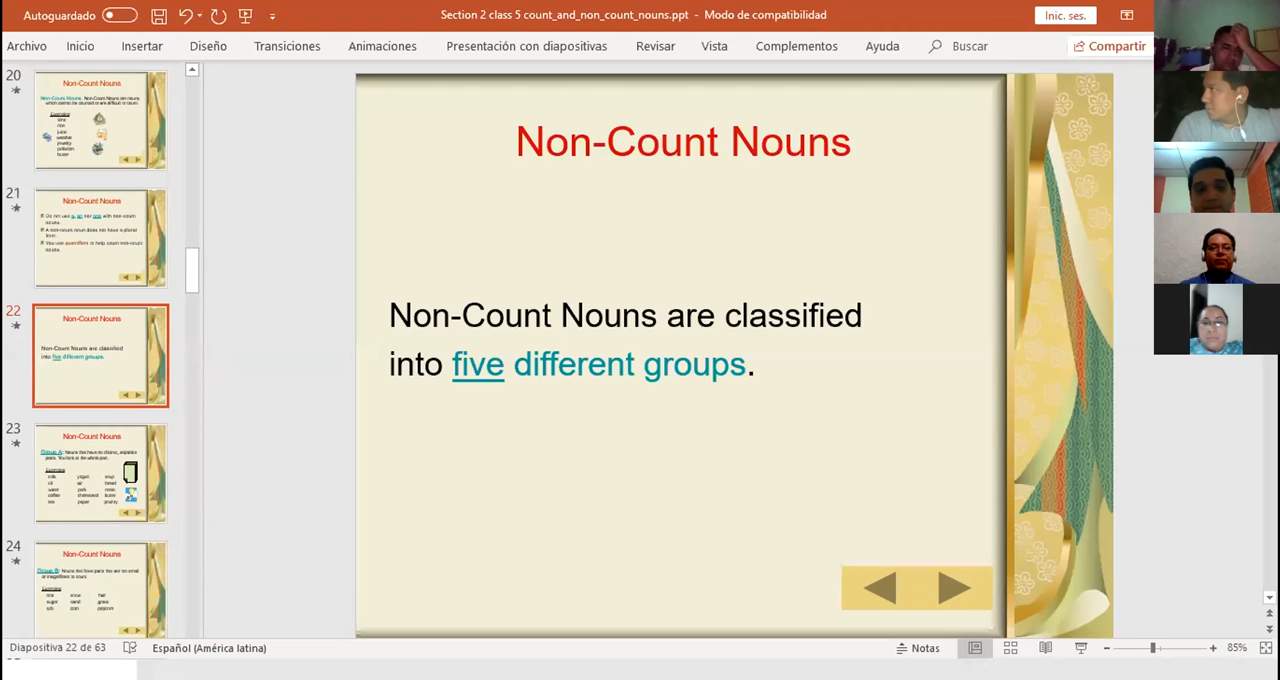 Autoguardado
Section 2 class 5 count_and_non_count_nouns.ppt - Modo de compatibilidad
Inic. ses.
Archivo Inicio Insertar Diseño Transiciones Animaciones Presentación con diapositivas Revisar Vista Complementos Ayuda Buscar Compartir
20
Non-Count Nouns
Examples
21
Non-Count Nouns
22
Non-Count Nouns
Non-Count Nouns are classified
into five different groups.
23
Non-Count Nouns
24
Non-Count Nouns
Non-Count Nouns
Non-Count Nouns are classified
into five different groups.
Diapositiva 22 de 63 Español (América latina) Notas 85%